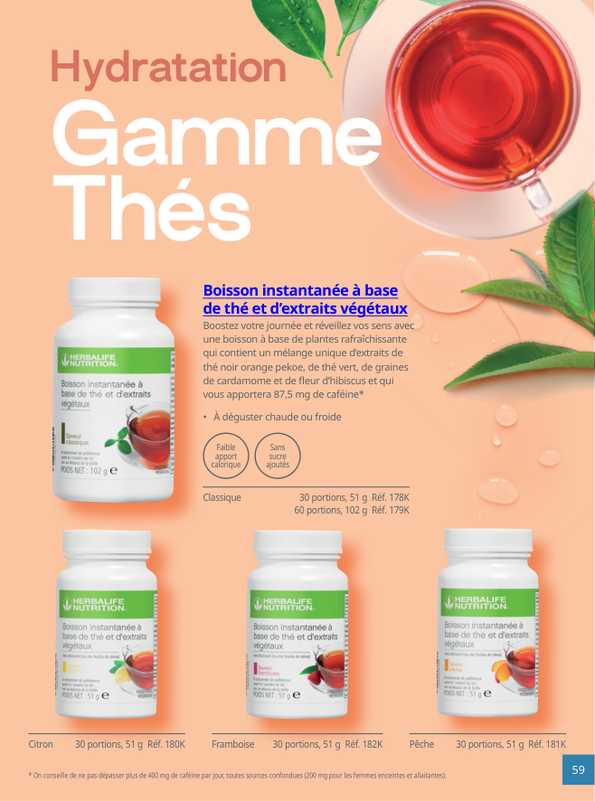 Hydratation
Gamme
Thés
Boisson instantanée à base
de thé et d'extraits végétaux
Boostez votre journée et réveillez vos sens avec
une boisson à base de plantes rafraîchissante
qui contient un mélange unique d'extraits de
thé noir orange pekoe, de thé vert, de graines
de cardamome et de fleur d'hibiscus et qui
vous apportera 87,5 mg de caféine*
• À déguster chaude ou froide
Faible
apport
calorique
Sans
sucre
ajoutés
Classique 30 portions, 51 g Réf. 178K
60 portions, 102 g Réf. 179K
HERBALIFE
NUTRITION.
Boisson instantanée à
base de thé et d'extraits
végétaux
Saveur
classique
POIDS NET : 102 g e
HERBALIFE
NUTRITION.
Boisson instantanée à
base de thé et d'extraits
végétaux
POIDS NET : 51 g e
HERBALIFE
NUTRITION.
Boisson instantanée à
base de thé et d'extraits
végétaux
Saveur
framboise
POIDS NET : 51 g e
HERBALIFE
NUTRITION.
Boisson instantanée à
base de thé et d'extraits
végétaux
Saveur
pêche
POIDS NET : 51 g e
Citron 30 portions, 51 g Réf. 180K
Framboise 30 portions, 51 g Réf. 182K
Pêche 30 portions, 51 g Réf. 181K
* On conseille de ne pas dépasser plus de 400 mg de caféine par jour, toutes sources confondues (200 mg pour les femmes enceintes et allaitantes).
59